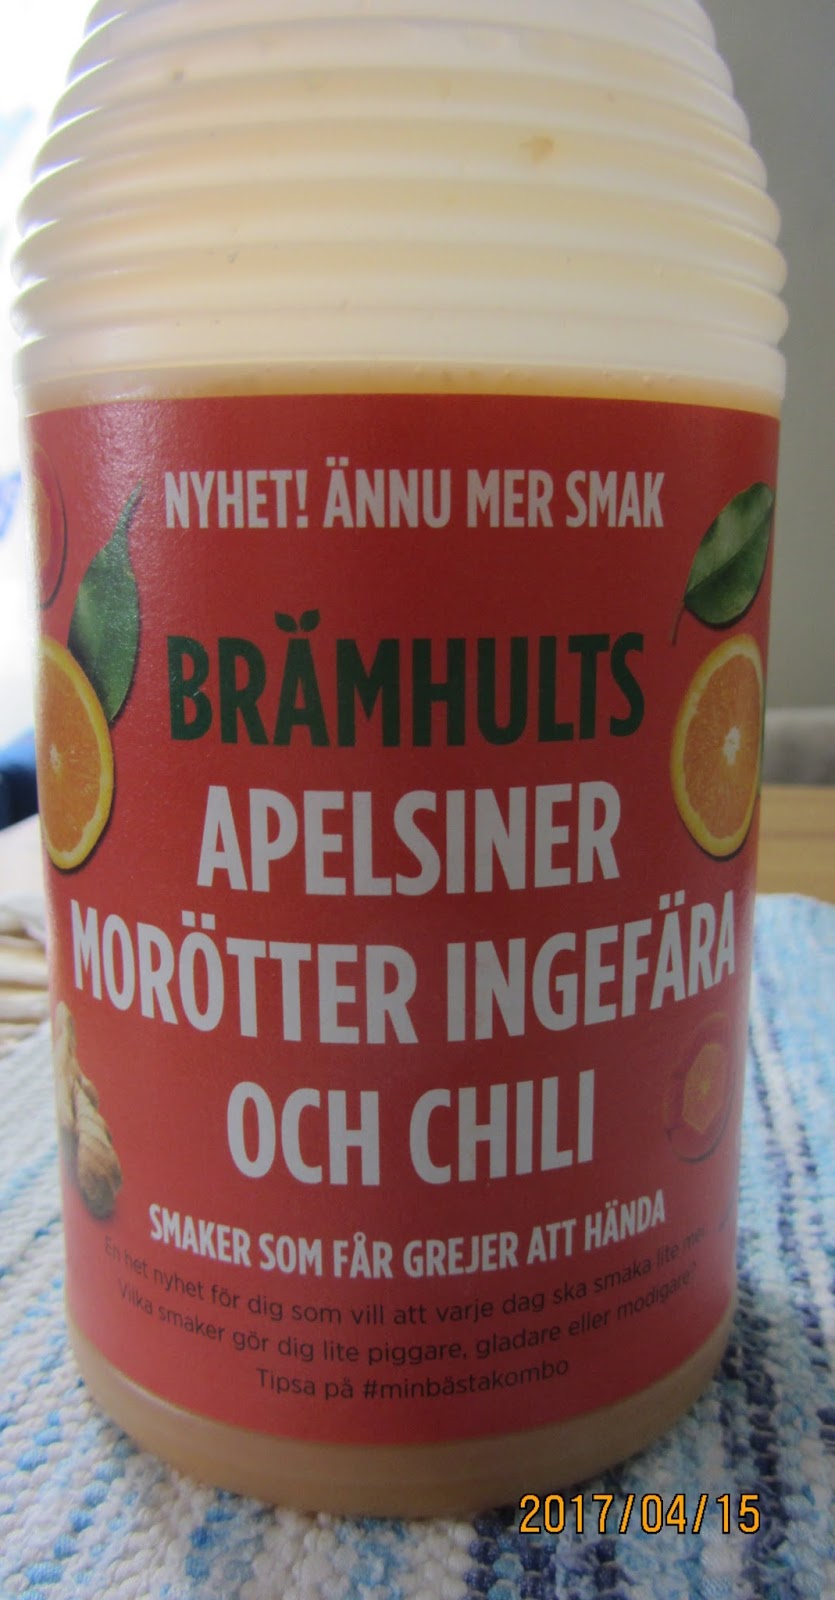 NYHET! ÄNNU MER SMAK
BRÄMHULTS
APELSINER
MORÖTTER INGEFÄRA
OCH CHILI
SMAKER SOM FÅR GREJER ATT HÄNDA
En het nyhet för dig som vill att varje dag ska smaka lite
Vilka smaker gör dig lite piggare, gladare eller modigare?
Tipsa på #minbästakombo
2017/04/15